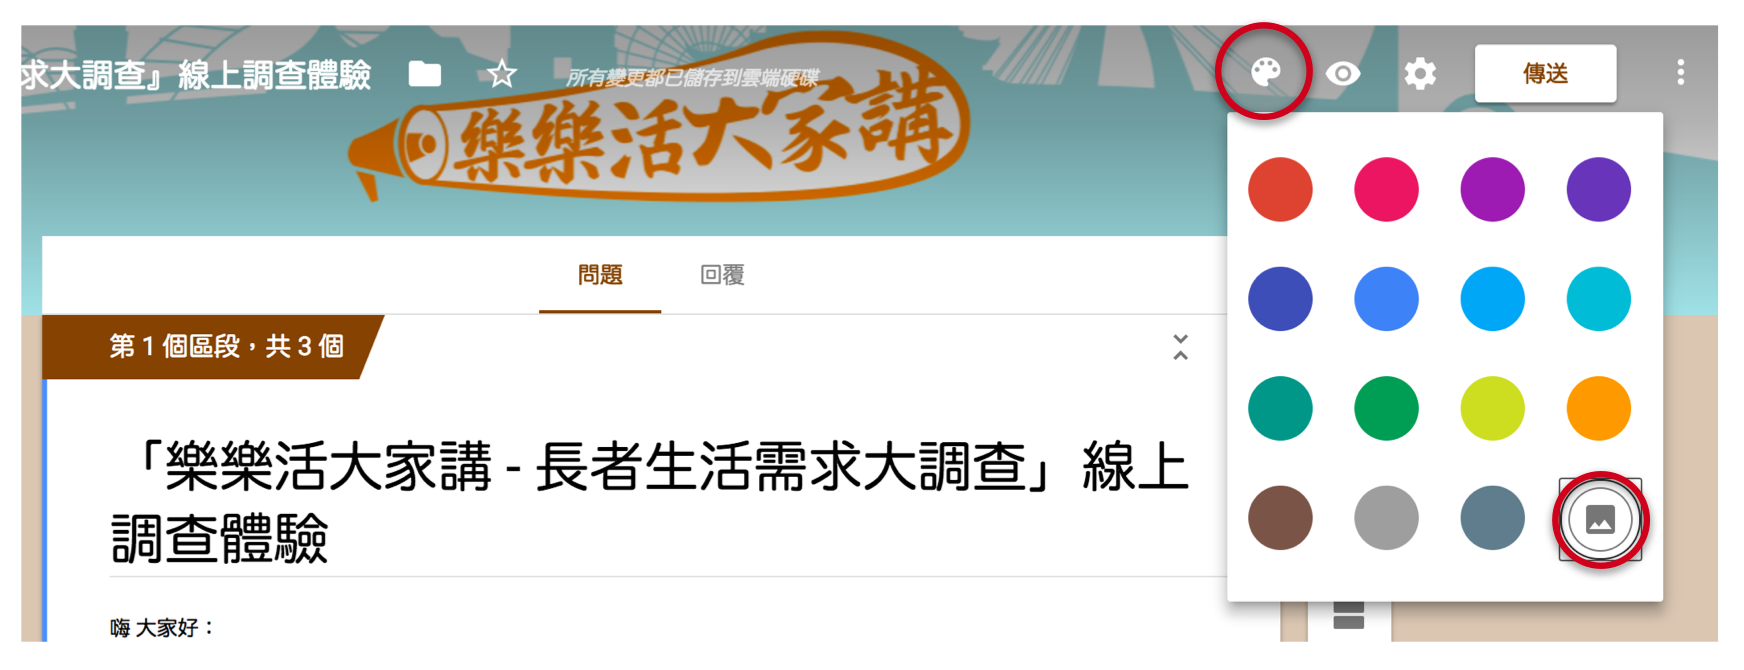 求大調查』線上調查體驗
所有變更都已儲存到雲端硬碟
傳送
樂樂活大家講
問題
回覆
第 1 個區段，共 3 個
「樂樂活大家講 - 長者生活需求大調查」線上
調查體驗
嗨 大家好：